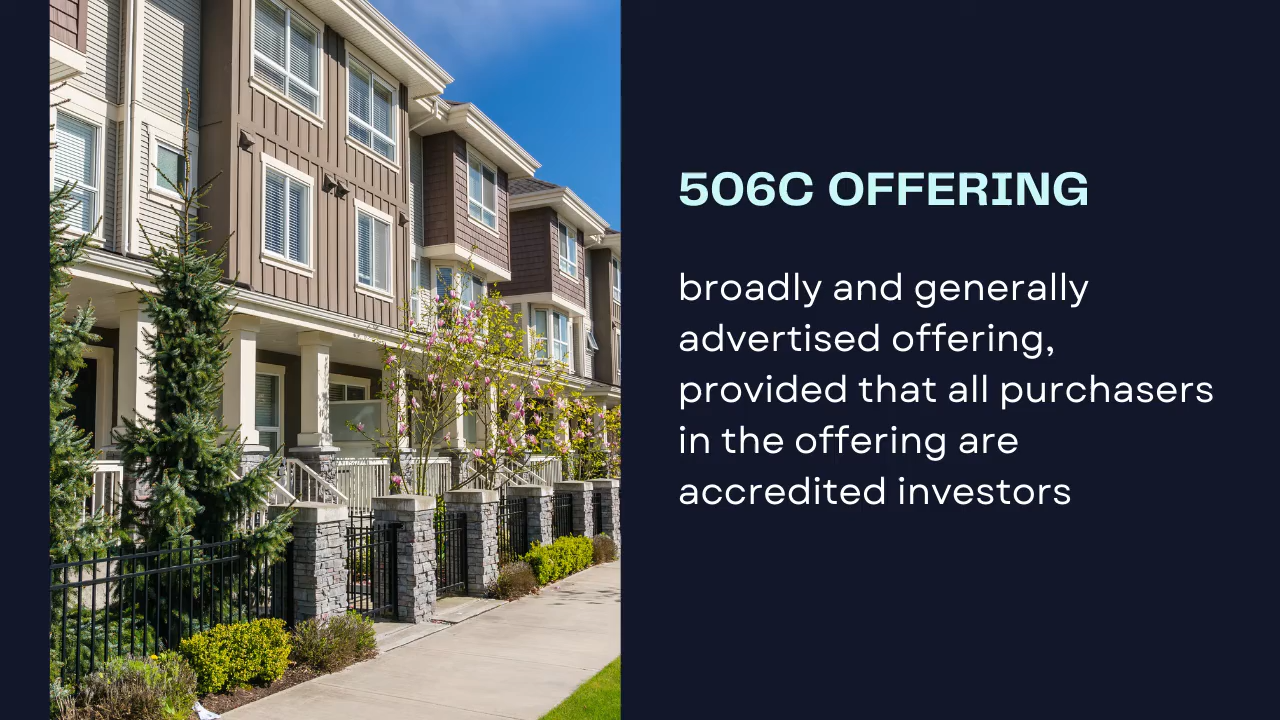 506C OFFERING
broadly and generally
advertised offering,
provided that all purchasers
in the offering are
accredited investors